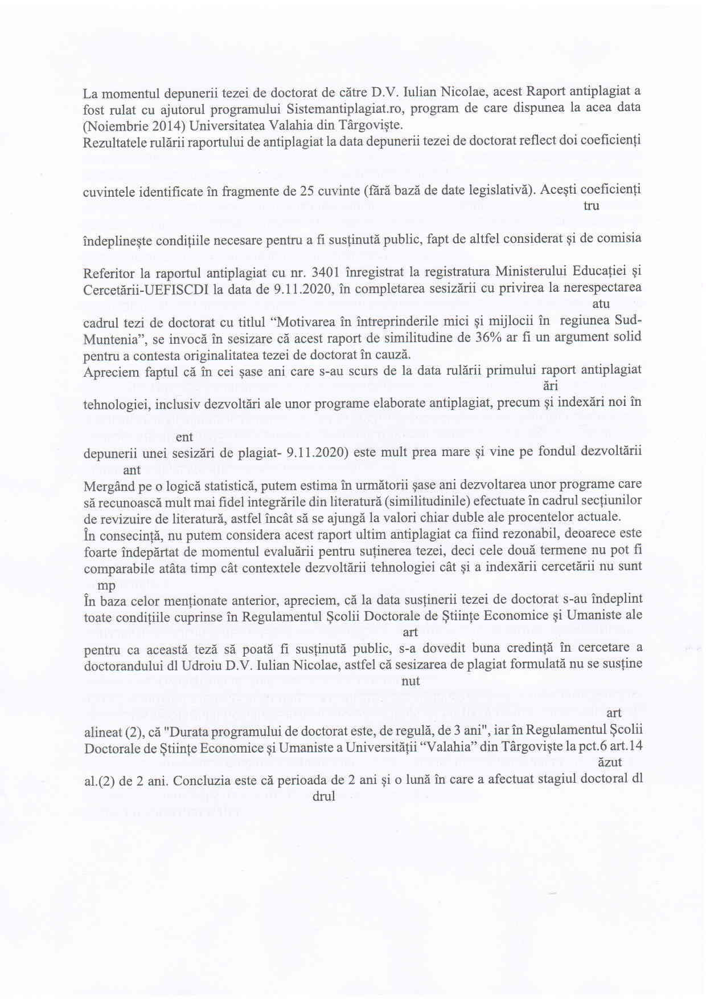 La momentul depunerii tezei de doctorat de către D.V. Iulian Nicolae, acest Raport antiplagiat a
fost rulat cu ajutorul programului Sistemantiplagiat.ro, program de care dispunea la acea data
(Noiembrie 2014) Universitatea Valahia din Târgoviște.
Rezultatele rulării raportului de antiplagiat la data depunerii tezei de doctorat reflect doi coeficienți
cuvintele identificate în fragmente de 25 cuvinte (fără bază de date legislativă). Acești coeficienți
tru
îndeplinește condițiile necesare pentru a fi susținută public, fapt de altfel considerat și de comisia
Referitor la raportul antiplagiat cu nr. 3401 înregistrat la registratura Ministerului Educației și
Cercetării-UEFISCDI la data de 9.11.2020, în completarea sesizării cu privirea la nerespectarea
atu
cadrul tezi de doctorat cu titlul “Motivarea în întreprinderile mici și mijlocii în regiunea Sud-
Muntenia”, se invocă în sesizare că acest raport de similitudine de 36% ar fi un argument solid
pentru a contesta originalitatea tezei de doctorat în cauză.
Apreciem faptul că în cei șase ani care s-au scurs de la data rulării primului raport antiplagiat
ări
tehnologiei, inclusiv dezvoltări ale unor programe elaborate antiplagiat, precum și indexări noi în
ent
depunerii unei sesizări de plagiat- 9.11.2020) este mult prea mare și vine pe fondul dezvoltării
ant
Mergând pe o logică statistică, putem estima în următorii șase ani dezvoltarea unor programe care
să recunoască mult mai fidel integrările din literatură (similitudinile) efectuate în cadrul secțiunilor
de revizuire de literatură, astfel încât să se ajungă la valori chiar duble ale procentelor actuale.
În consecință, nu putem considera acest raport ultim antiplagiat ca fiind rezonabil, deoarece este
foarte îndepărtat de momentul evaluării pentru suținerea tezei, deci cele două termene nu pot fi
comparabile atâta timp cât contextele dezvoltării tehnologiei cât și a indexării cercetării nu sunt
mp
În baza celor menționate anterior, apreciem, că la data susținerii tezei de doctorat s-au îndeplint
toate condițiile cuprinse în Regulamentul Școlii Doctorale de Științe Economice și Umaniste ale
art
pentru ca această teză să poată fi susținută public, s-a dovedit buna credință în cercetare a
doctorandului dl Udroiu D.V. Iulian Nicolae, astfel că sesizarea de plagiat formulată nu se susține
nut
art
alineat (2), că "Durata programului de doctorat este, de regulă, de 3 ani", iar în Regulamentul Școlii
Doctorale de Științe Economice și Umaniste a Universității “Valahia” din Târgoviște la pct.6 art.14
ăzut
al.(2) de 2 ani. Concluzia este că perioada de 2 ani și o lună în care a afectuat stagiul doctoral dl
drul